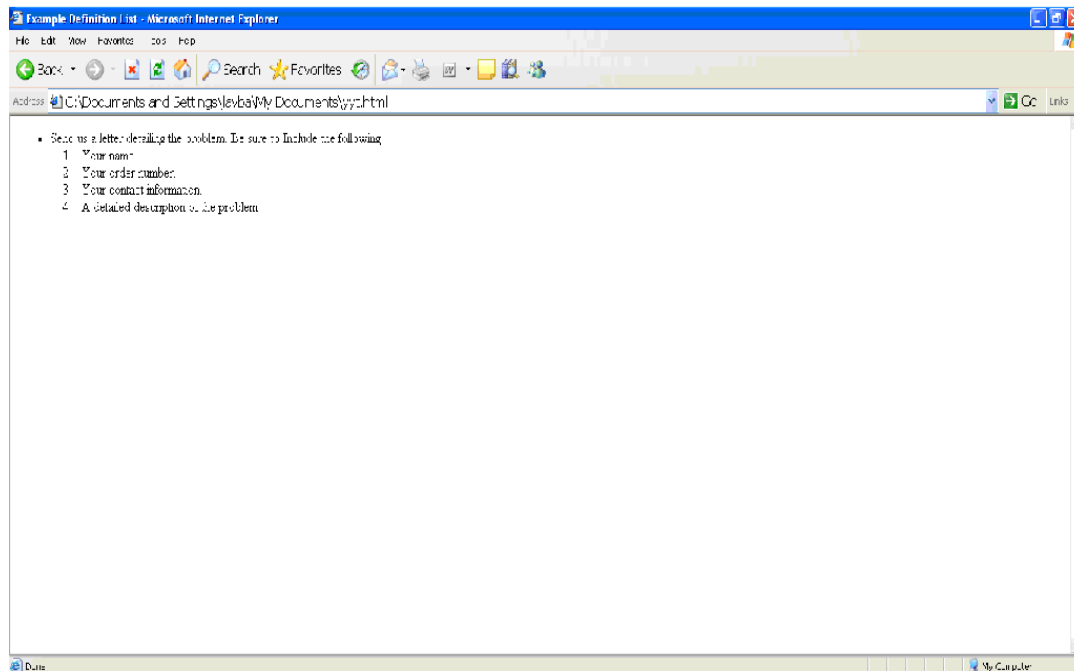 Example Definition List - Microsoft Internet Explorer
File Edit View Favorites Tools Help
Back Search Favorites
Address C:\Documents and Settings\ My Documents\ Go Links
Send us a letter detailing the problem. Be sure to Include the following
1 Your name
2 Your order number.
3 Your contact information.
4 A detailed description of the problem
Done My Computer